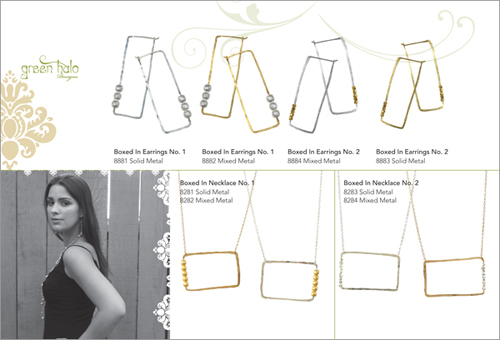 green halo
Designs
Boxed In Earrings No. 1
8881 Solid Metal
Boxed In Earrings No. 1
8882 Mixed Metal
Boxed In Earrings No. 2
8884 Mixed Metal
Boxed In Earrings No. 2
8883 Solid Metal
Boxed In Necklace No. 1
8281 Solid Metal
8282 Mixed Metal
Boxed In Necklace No. 2
8283 Solid Metal
8284 Mixed Metal